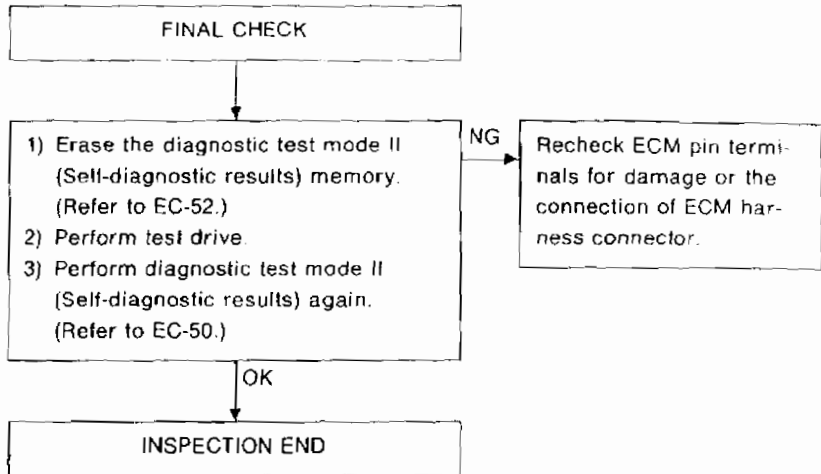 FINAL CHECK
1) Erase the diagnostic test mode II
(Self-diagnostic results) memory.
(Refer to EC-52.)
2) Perform test drive.
3) Perform diagnostic test mode II
(Self-diagnostic results) again.
(Refer to EC-50.)
NG
Recheck ECM pin termi-
nals for damage or the
connection of ECM har-
ness connector.
OK
INSPECTION END